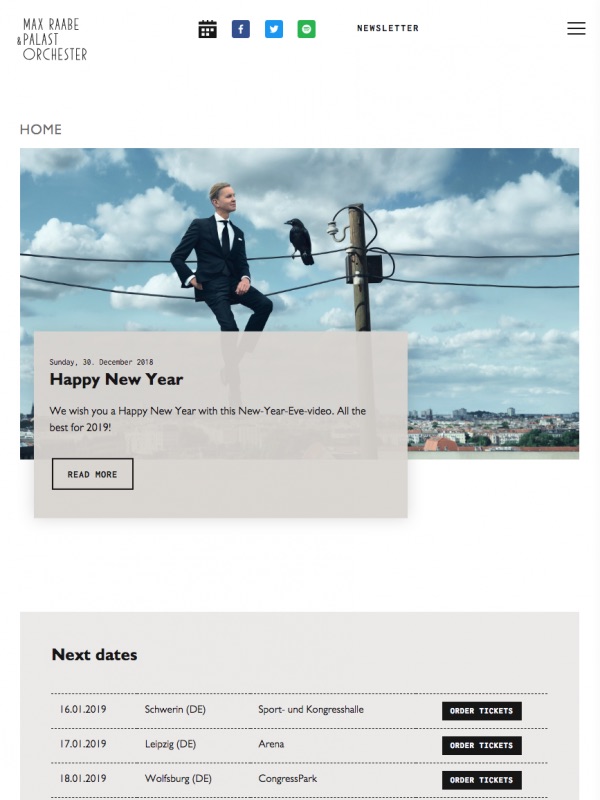 MAX RAABE
&PALAST
ORCHESTER
NEWSLETTER
HOME
Sunday, 30. December 2018
Happy New Year
We wish you a Happy New Year with this New-Year-Eve-video. All the
best for 2019!
READ MORE
Next dates
16.01.2019 Schwerin (DE) Sport- und Kongresshalle ORDER TICKETS
17.01.2019 Leipzig (DE) Arena ORDER TICKETS
18.01.2019 Wolfsburg (DE) CongressPark ORDER TICKETS